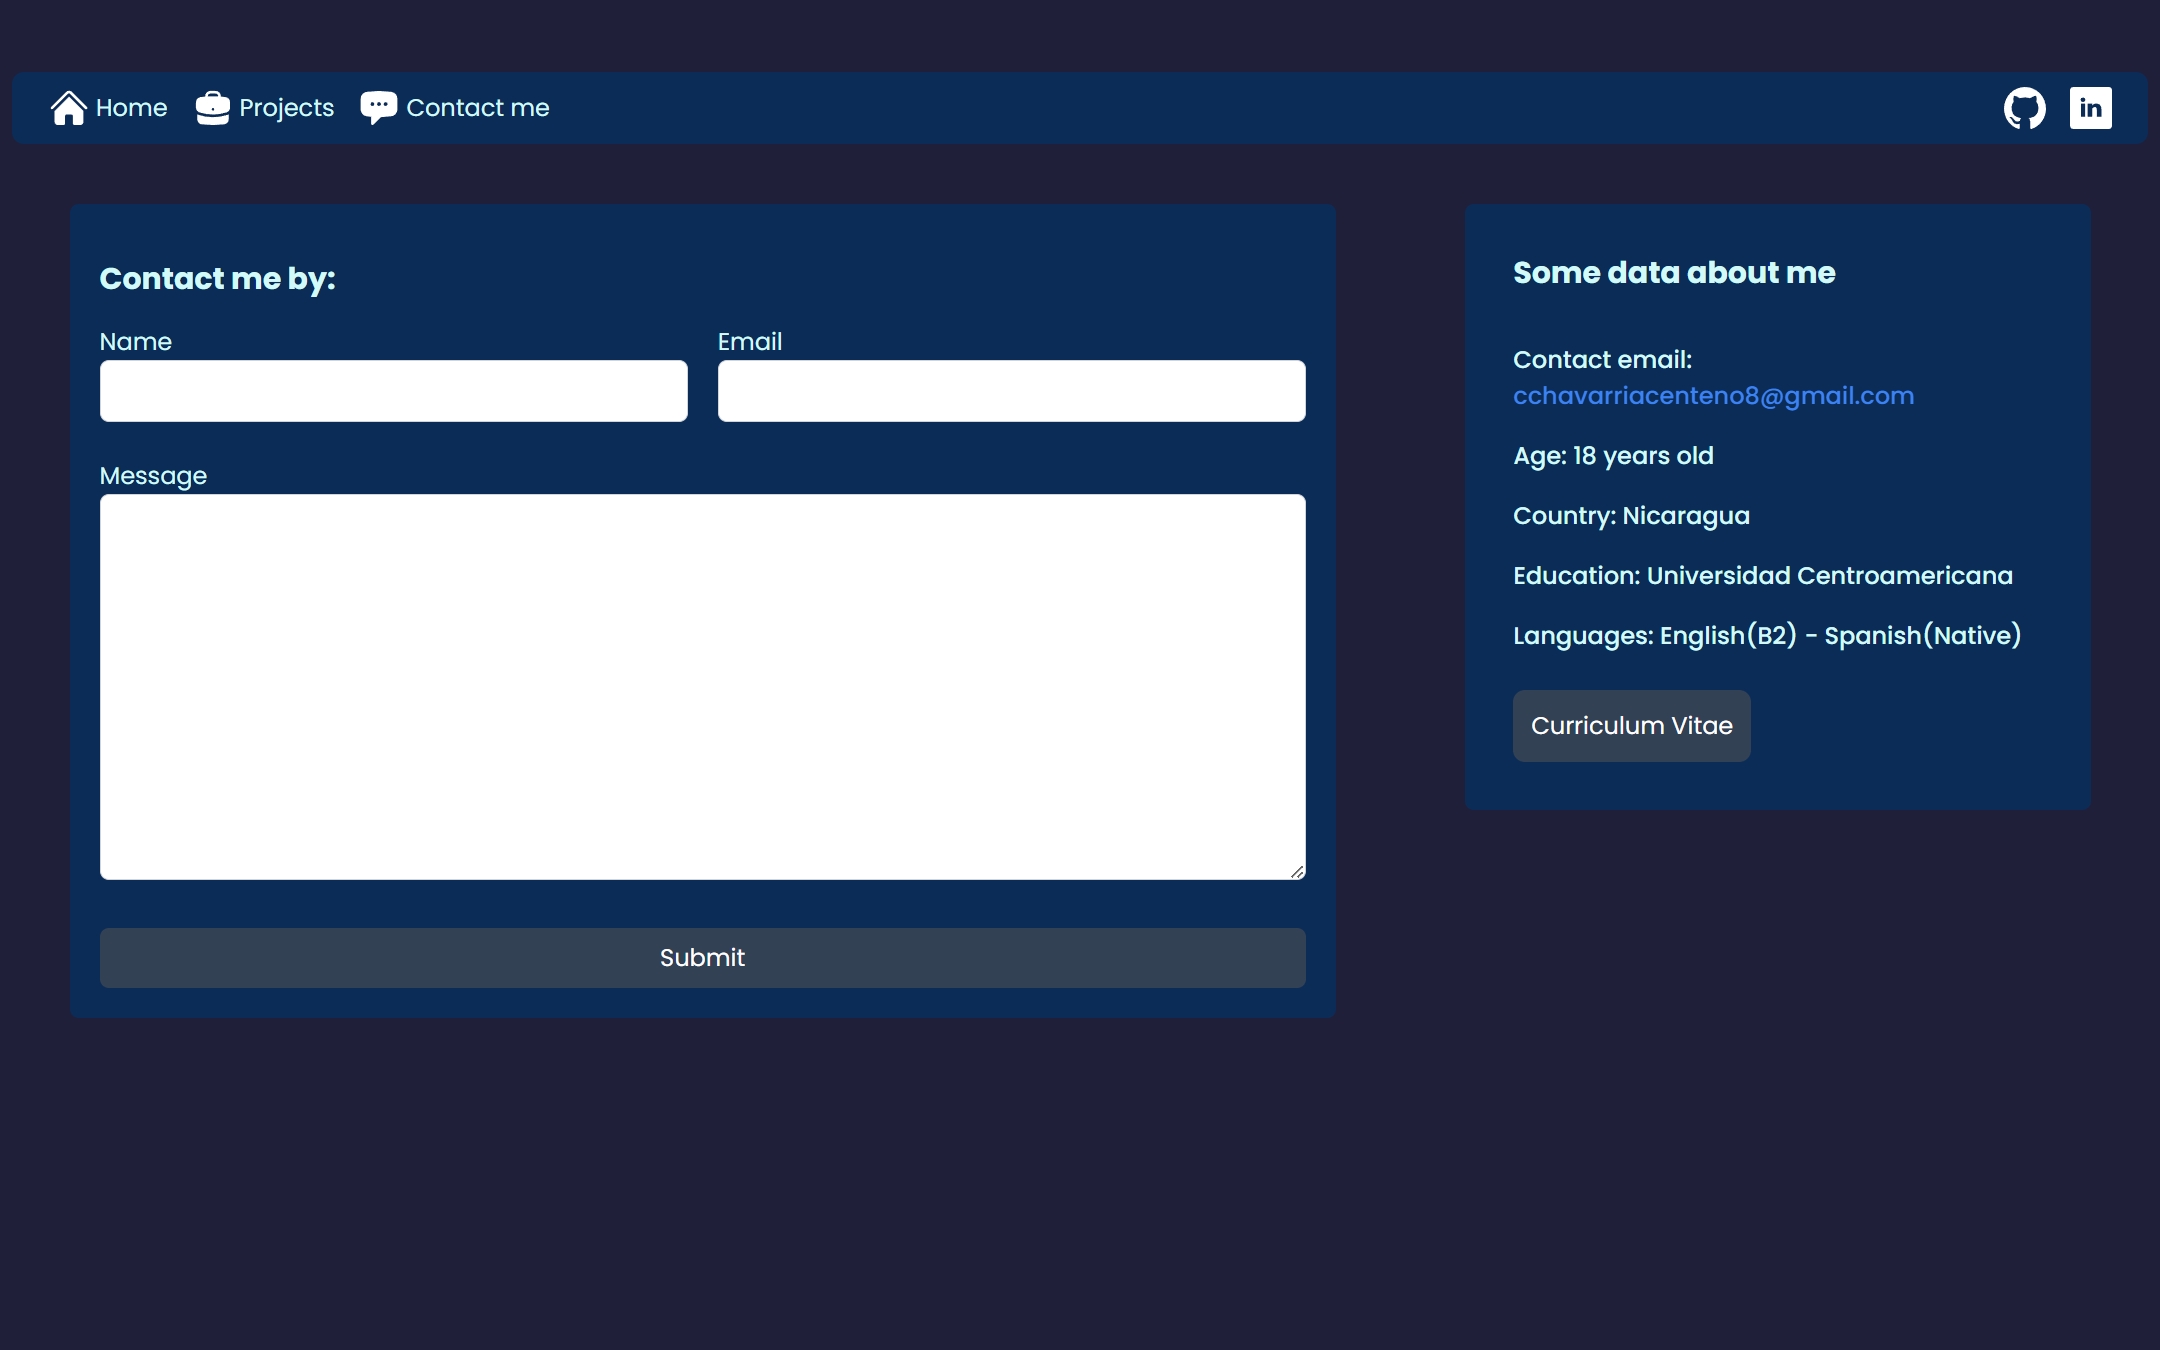 Home
Projects
Contact me
in
Contact me by:
Name
Email
Message
Submit
Some data about me
Contact email:
cchavarriacenteno8@gmail.com
Age: 18 years old
Country: Nicaragua
Education: Universidad Centroamericana
Languages: English(B2) - Spanish(Native)
Curriculum Vitae